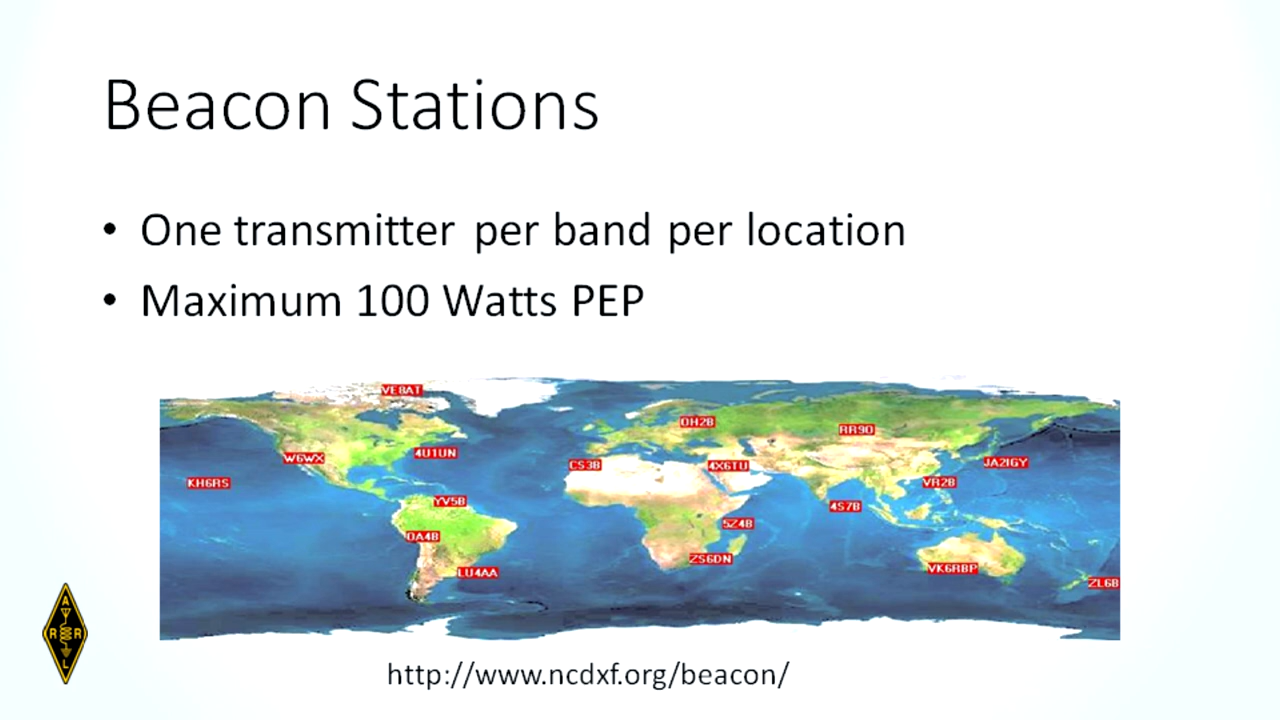 Beacon Stations
• One transmitter per band per location
• Maximum 100 Watts PEP
VE8AT
OH2B
RR9O
W6WX
4U1UN
CS3B
4X6TU
JA2IGY
KH6RS
VR2B
YV5B
4S7B
5Z4B
OA4B
ZS6DN
VK6RBP
LU4AA
ZL6B
A
R R
L
http://www.ncdxf.org/beacon/